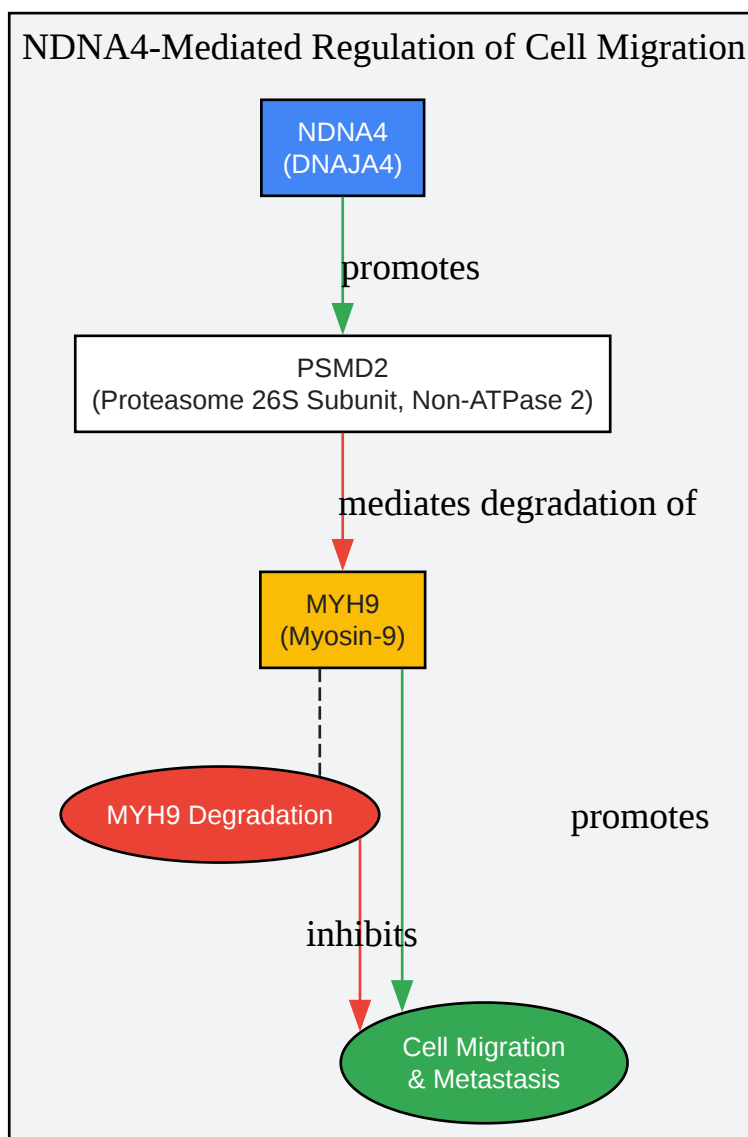 NDNA4-Mediated Regulation of Cell Migration
NDNA4
(DNAJA4)
promotes
PSMD2
(Proteasome 26S Subunit, Non-ATPase 2)
mediates degradation of
MYH9
(Myosin-9)
MYH9 Degradation
promotes
inhibits
Cell Migration
& Metastasis